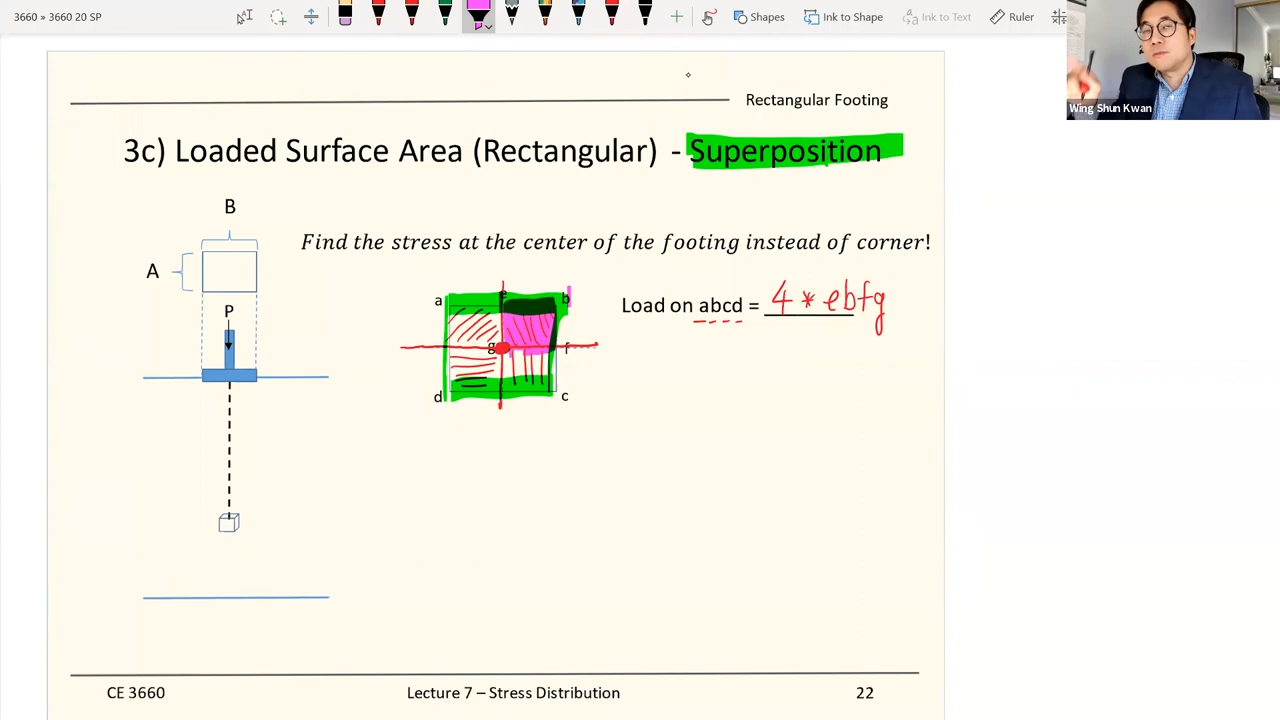 3660 » 3660 20 SP
Shapes
Ink to Shape
Ink to Text
Ruler
Wing Shun Kwan
Rectangular Footing
3c) Loaded Surface Area (Rectangular) - Superposition
B
Find the stress at the center of the footing instead of corner!
A
a e b
P
Load on abcd = 4 * ebfg
g f
d c
CE 3660
Lecture 7 – Stress Distribution
22